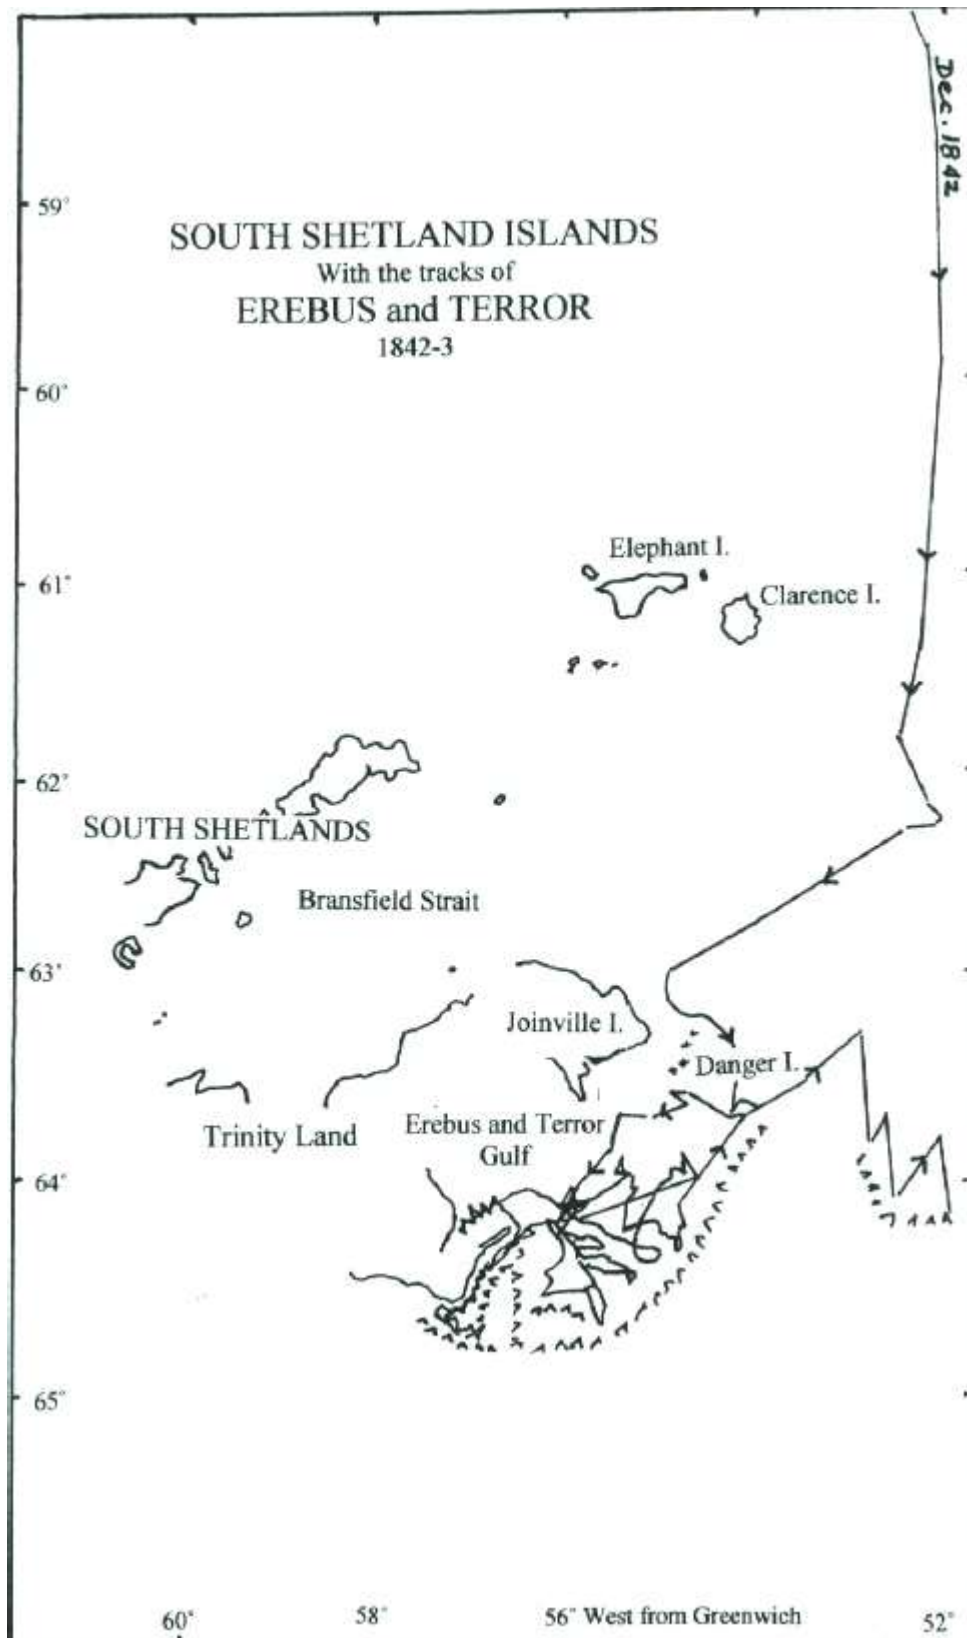 Dec. 1842
59°
SOUTH SHETLAND ISLANDS
With the tracks of
EREBUS and TERROR
1842-3
60°
Elephant I.
61°
Clarence I.
62°
SOUTH SHETLANDS
Bransfield Strait
63°
Joinville I.
Danger I.
Trinity Land
Erebus and Terror
Gulf
64°
65°
60° 58° 56° West from Greenwich 52°